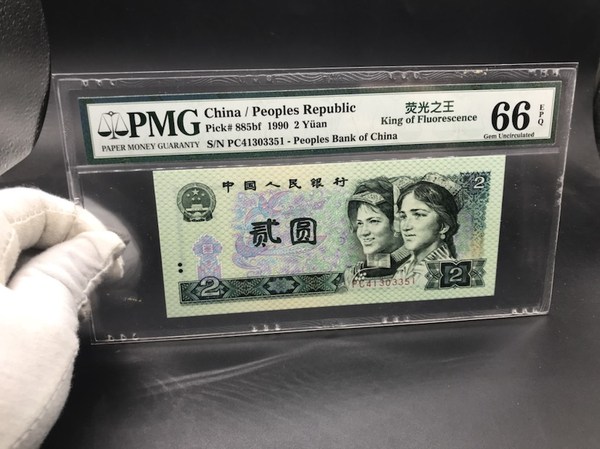 PMG
PAPER MONEY GUARANTY
China / Peoples Republic
Pick# 885bf 1990 2 Yüan
S/N PC41303351 - Peoples Bank of China
荧光之王
King of Fluorescence
66
EPQ
Gem Uncirculated
中国人民银行
2
贰圆
2
2
PC41303351